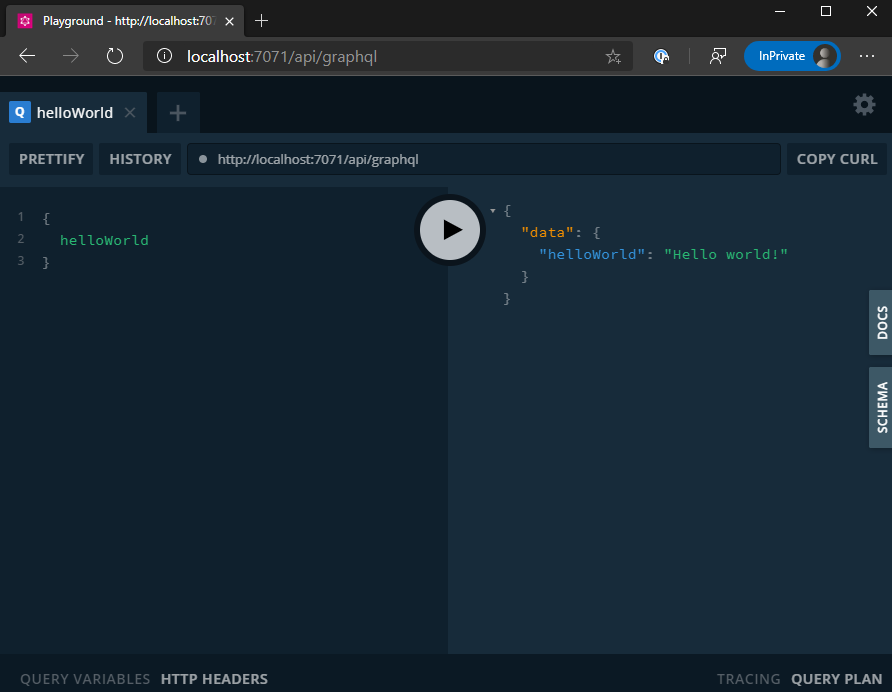 Playground - http://localhost:707
InPrivate
localhost:7071/api/graphql
Q helloWorld
PRETTIFY HISTORY http://localhost:7071/api/graphql COPY CURL
1 {
2 helloWorld
3 }
{
"data": {
"helloWorld": "Hello world!"
}
}
DOCS
SCHEMA
QUERY VARIABLES HTTP HEADERS TRACING QUERY PLAN